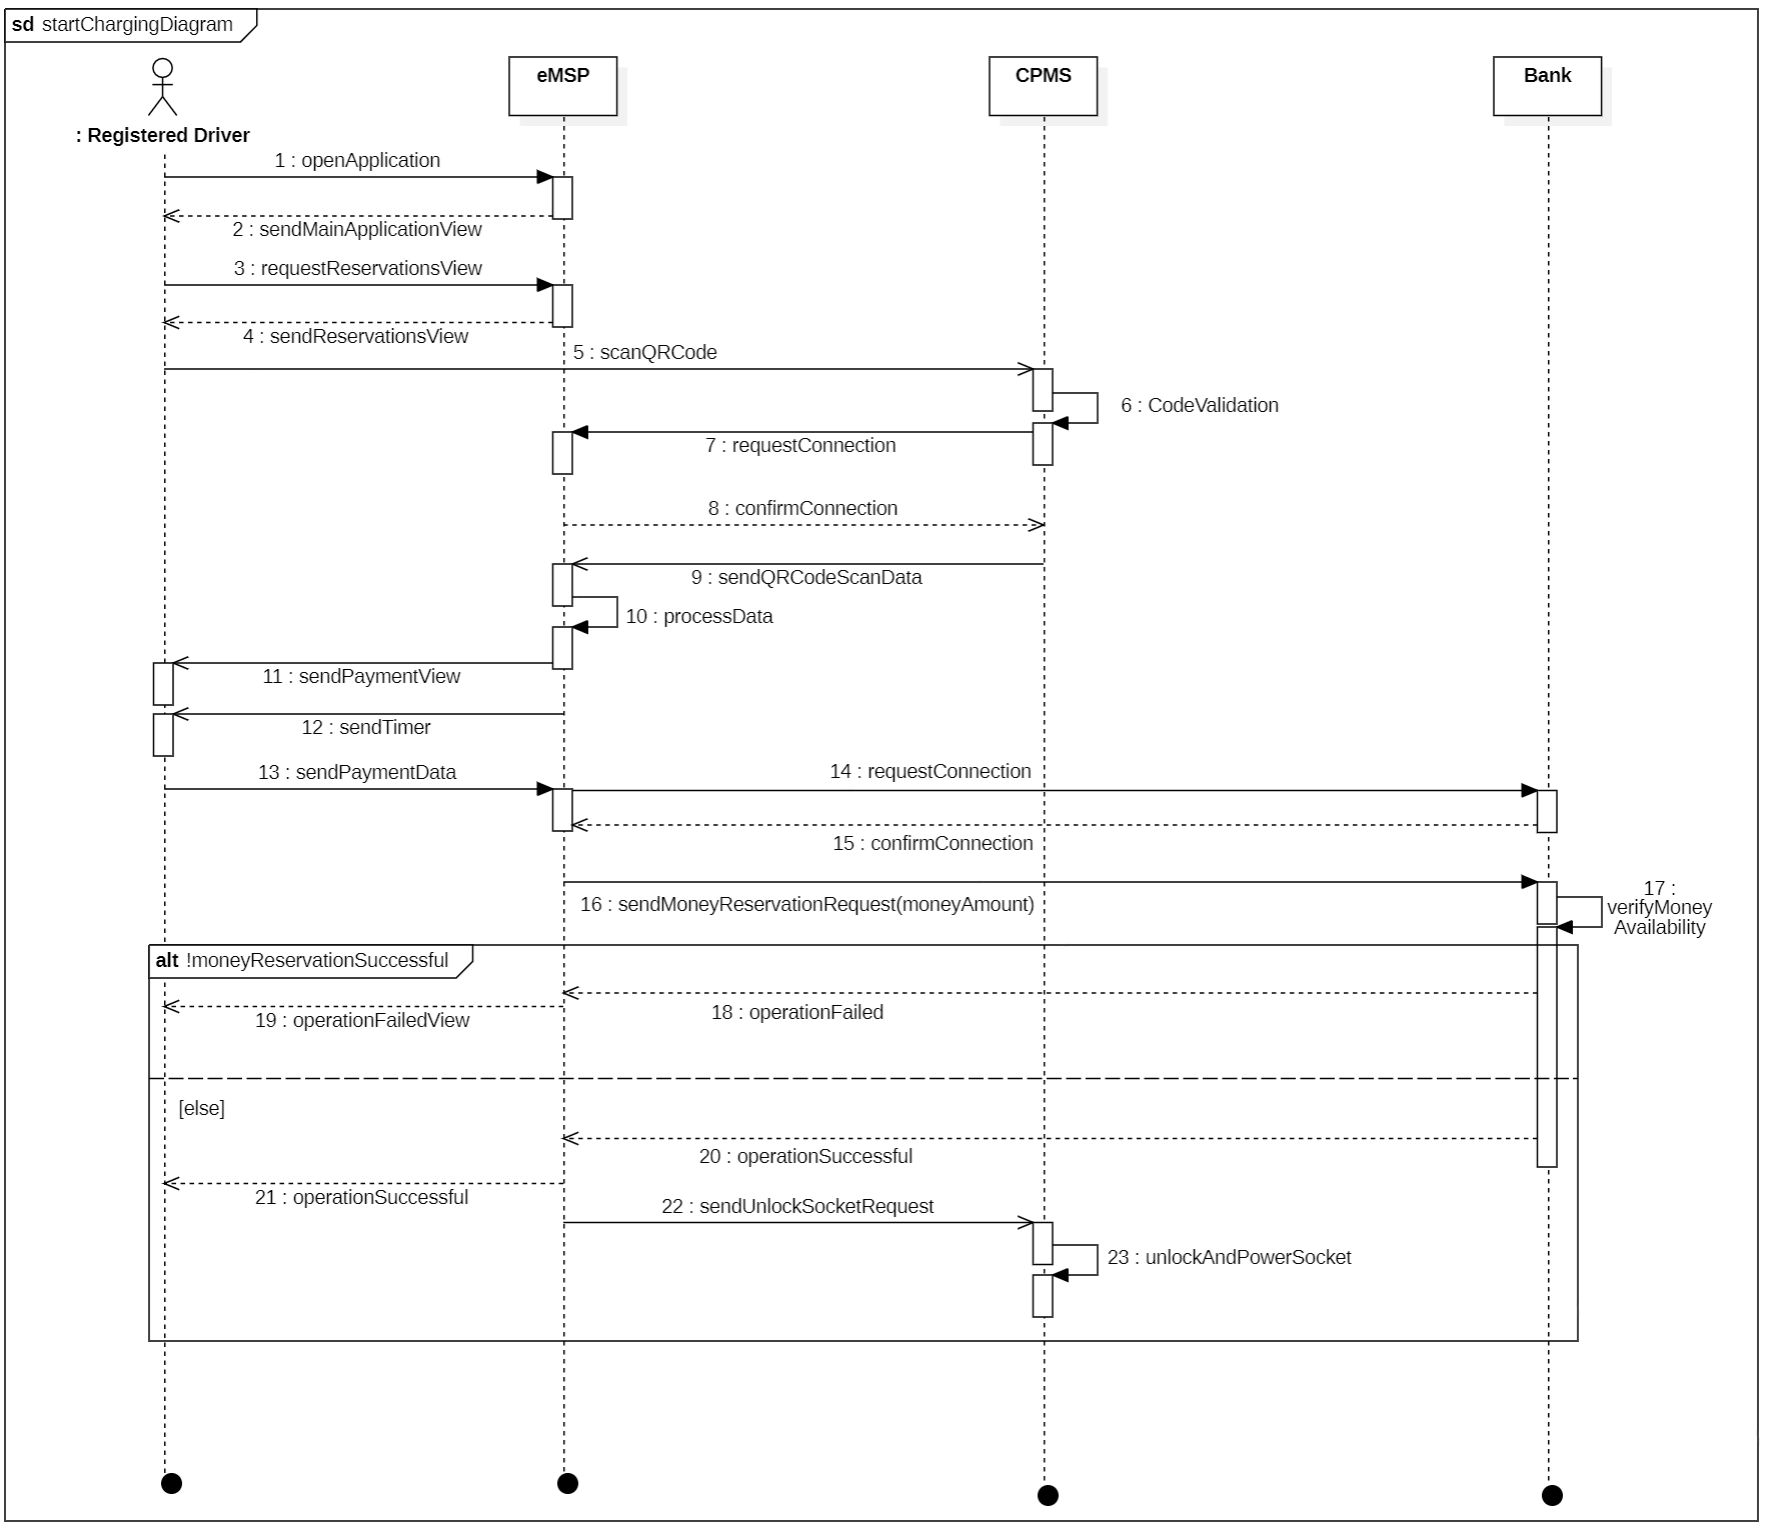 sd startChargingDiagram
eMSP
CPMS
Bank
: Registered Driver
1 : openApplication
2 : sendMainApplicationView
3 : requestReservationsView
4 : sendReservationsView
5 : scanQRCode
6 : CodeValidation
7 : requestConnection
8 : confirmConnection
9 : sendQRCodeScanData
10 : processData
11 : sendPaymentView
12 : sendTimer
13 : sendPaymentData
14 : requestConnection
15 : confirmConnection
16 : sendMoneyReservationRequest(moneyAmount)
17 :
verifyMoney
Availability
alt !moneyReservationSuccessful
18 : operationFailed
19 : operationFailedView
[else]
20 : operationSuccessful
21 : operationSuccessful
22 : sendUnlockSocketRequest
23 : unlockAndPowerSocket